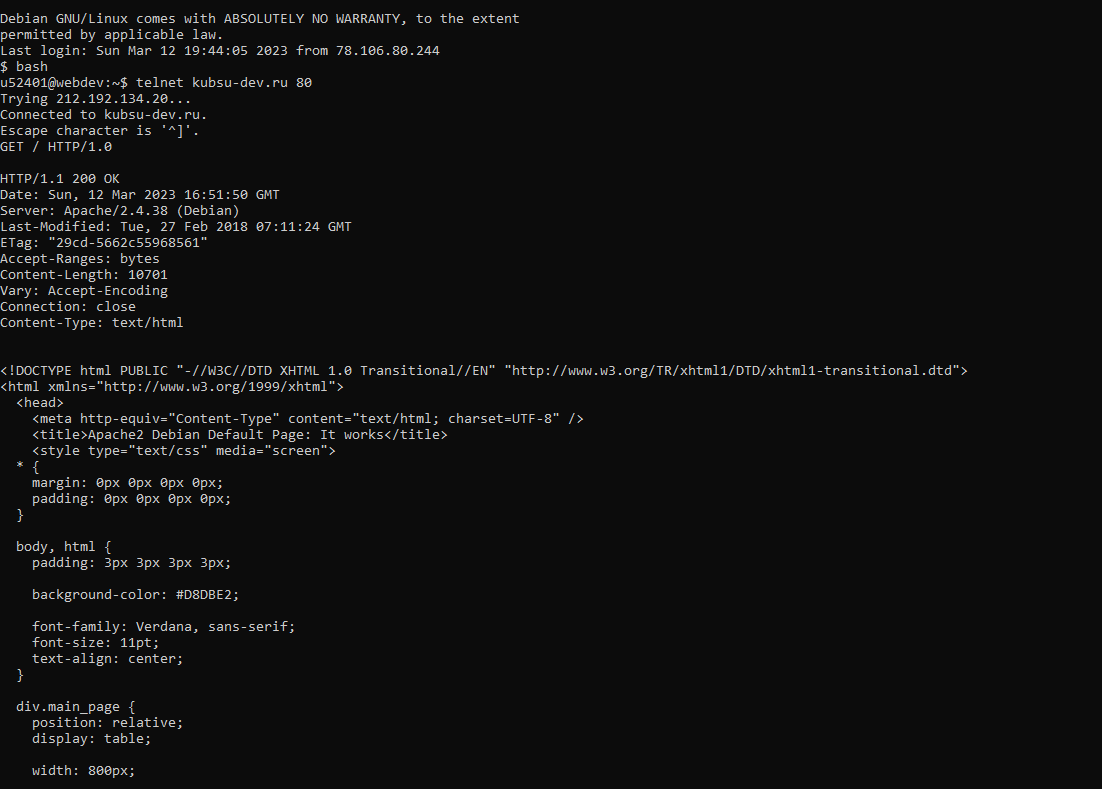 Debian GNU/Linux comes with ABSOLUTELY NO WARRANTY, to the extent
permitted by applicable law.
Last login: Sun Mar 12 19:44:05 2023 from 78.106.80.244
$ bash
u52401@webdev:~$ telnet kubsu-dev.ru 80
Trying 212.192.134.20...
Connected to kubsu-dev.ru.
Escape character is '^]'.
GET / HTTP/1.0

HTTP/1.1 200 OK
Date: Sun, 12 Mar 2023 16:51:50 GMT
Server: Apache/2.4.38 (Debian)
Last-Modified: Tue, 27 Feb 2018 07:11:24 GMT
ETag: "29cd-5662c55968561"
Accept-Ranges: bytes
Content-Length: 10701
Vary: Accept-Encoding
Connection: close
Content-Type: text/html


<!DOCTYPE html PUBLIC "-//W3C//DTD XHTML 1.0 Transitional//EN" "http://www.w3.org/TR/xhtml1/DTD/xhtml1-transitional.dtd">
<html xmlns="http://www.w3.org/1999/xhtml">
  <head>
    <meta http-equiv="Content-Type" content="text/html; charset=UTF-8" />
    <title>Apache2 Debian Default Page: It works</title>
    <style type="text/css" media="screen">
  * {
    margin: 0px 0px 0px 0px;
    padding: 0px 0px 0px 0px;
  }

  body, html {
    padding: 3px 3px 3px 3px;

    background-color: #D8DBE2;

    font-family: Verdana, sans-serif;
    font-size: 11pt;
    text-align: center;
  }

  div.main_page {
    position: relative;
    display: table;

    width: 800px;